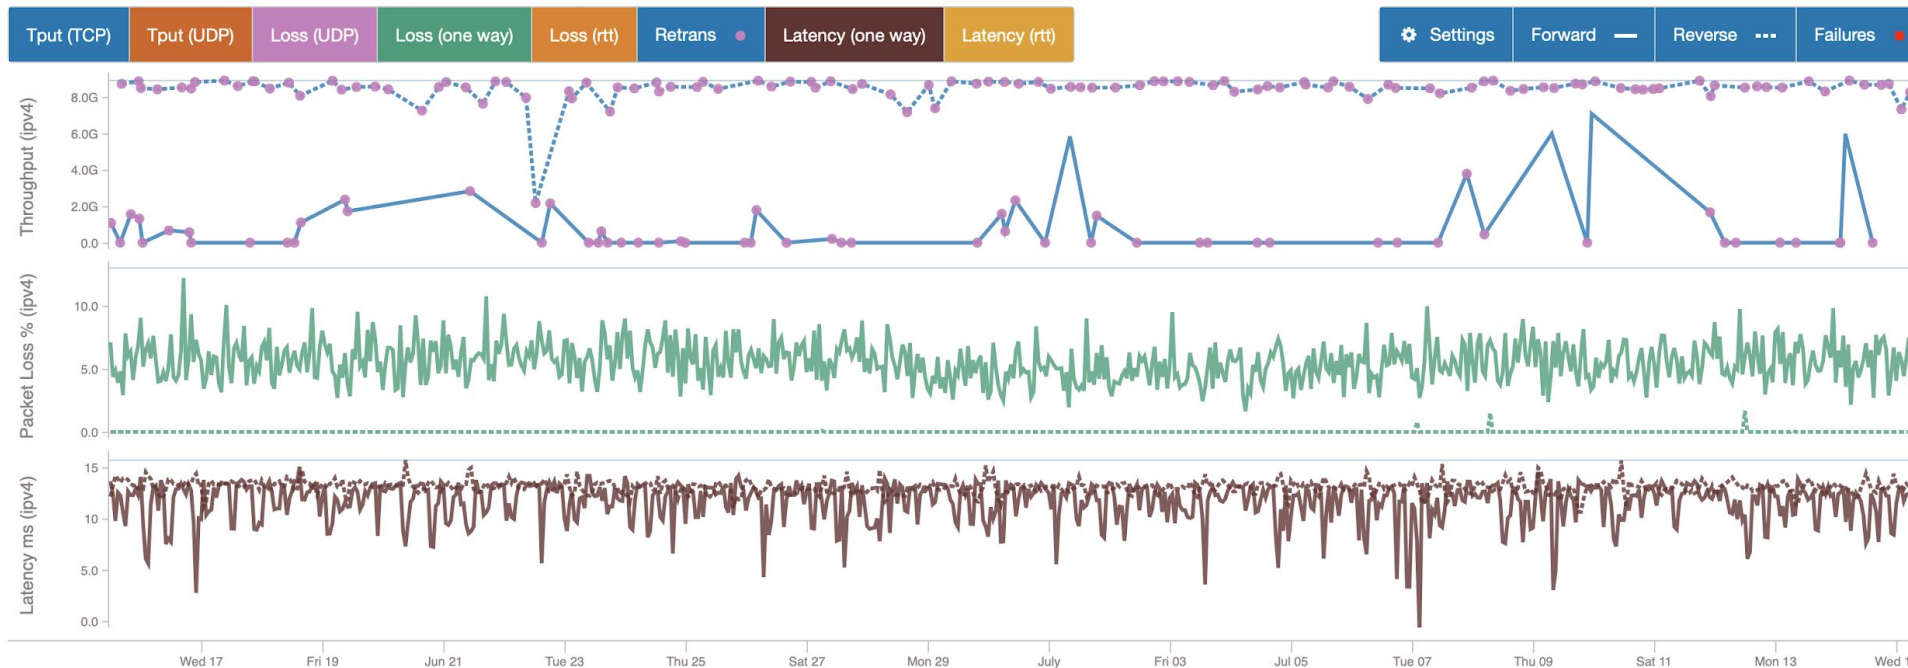 Tput (TCP) Tput (UDP) Loss (UDP) Loss (one way) Loss (rtt) Retrans Latency (one way) Latency (rtt) Settings Forward Reverse Failures
Throughput (ipv4)
8.0G
6.0G
4.0G
2.0G
0.0
Packet Loss % (ipv4)
10.0
5.0
0.0
Latency ms (ipv4)
15
10
5.0
0.0
Wed 17 Fri 19 Jun 21 Tue 23 Thu 25 Sat 27 Mon 29 July Fri 03 Jul 05 Tue 07 Thu 09 Sat 11 Mon 13 Wed